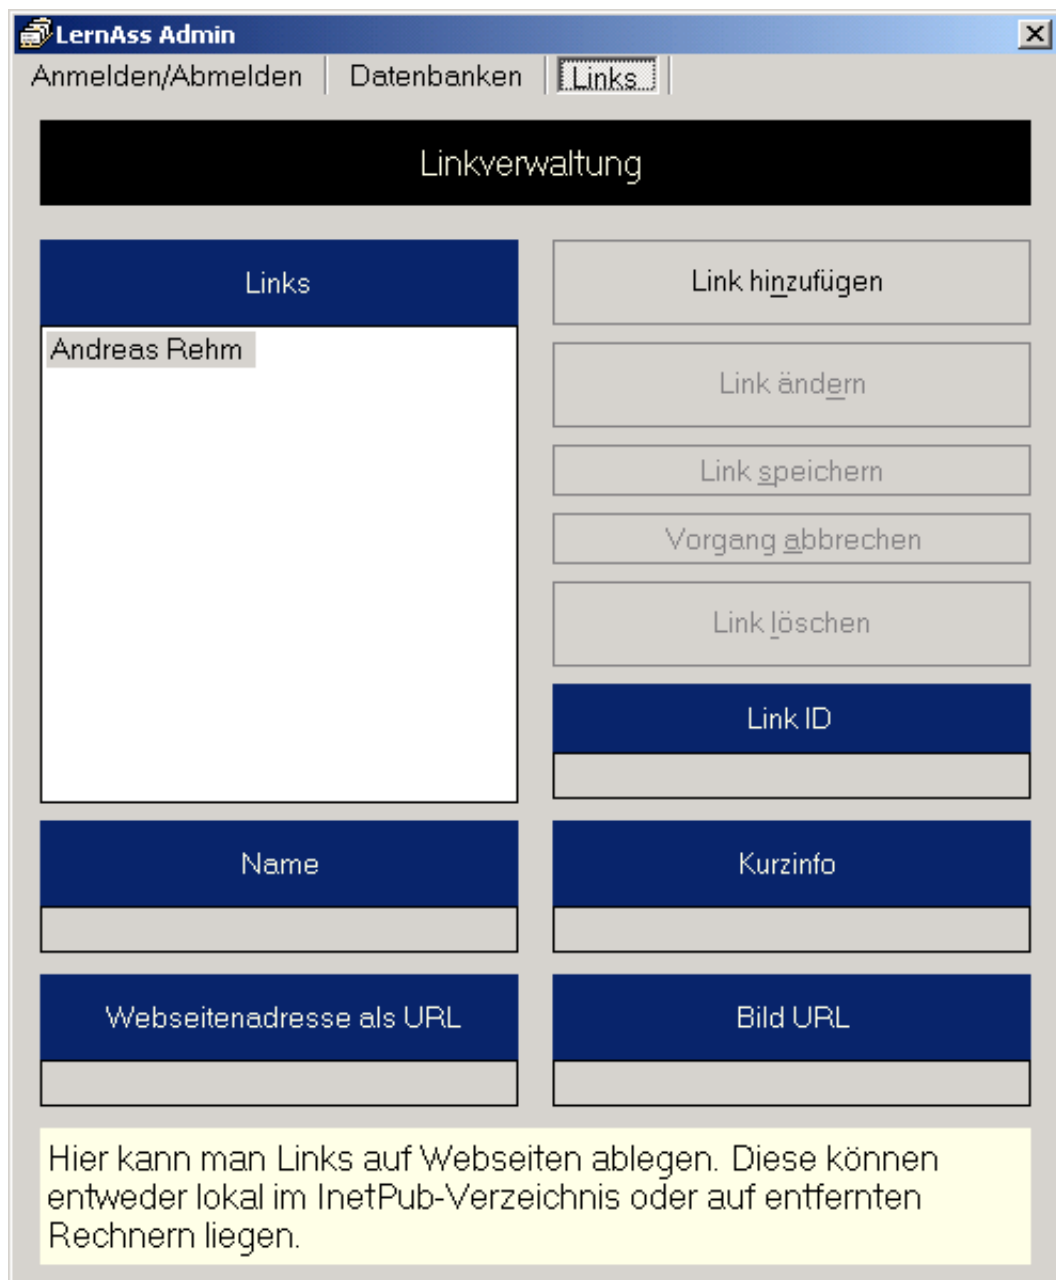 LernAss Admin
Anmelden/Abmelden Datenbanken Links
Linkverwaltung
Links
Andreas Rehm
Link hinzufügen
Link ändern
Link speichern
Vorgang abbrechen
Link löschen
Link ID
Name
Kurzinfo
Webseitenadresse als URL
Bild URL
Hier kann man Links auf Webseiten ablegen. Diese können
entweder lokal im InetPub-Verzeichnis oder auf entfernten
Rechnern liegen.